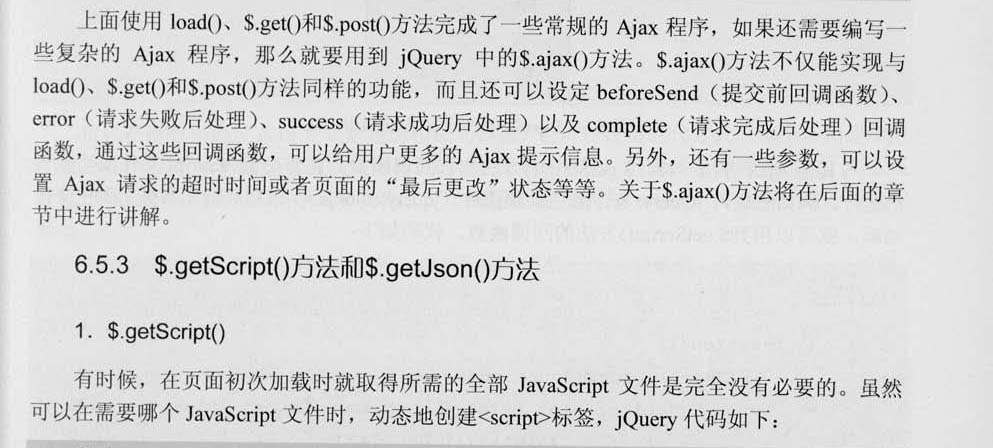 上面使用 load()、$.get()和$.post()方法完成了一些常规的 Ajax 程序，如果还需要编写一
些复杂的 Ajax 程序，那么就要用到 jQuery 中的$.ajax()方法。$.ajax()方法不仅能实现与
load()、$.get()和$.post()方法同样的功能，而且还可以设定 beforeSend（提交前回调函数）、
error（请求失败后处理）、success（请求成功后处理）以及 complete（请求完成后处理）回调
函数，通过这些回调函数，可以给用户更多的 Ajax 提示信息。另外，还有一些参数，可以设
置 Ajax 请求的超时时间或者页面的“最后更改”状态等等。关于$.ajax()方法将在后面的章
节中进行讲解。
6.5.3 $.getScript()方法和$.getJson()方法
1. $.getScript()
有时候，在页面初次加载时就取得所需的全部 JavaScript 文件是完全没有必要的。虽然
可以在需要哪个 JavaScript 文件时，动态地创建<script>标签，jQuery 代码如下：